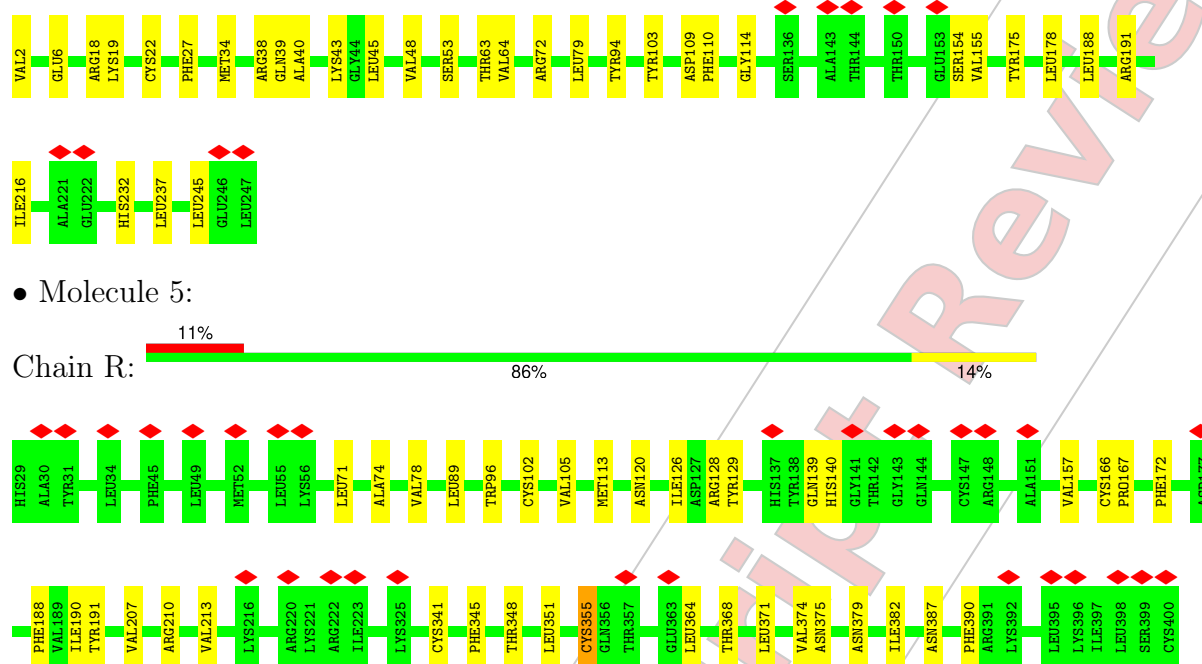 VAL2 GLU6 ARG18 LYS19 CYS22 PHE27 MET34 ARG38 GLN39 ALA40 LYS43 GLY44 LEU45 VAL48 SER53 THR63 VAL64 ARG72 LEU79 TYR94 TYR103 ASP109 PHE110 GLY114 SER136 ALA143 THR144 THR150 GLU153 SER154 VAL155 TYR175 LEU178 LEU188 ARG191
ILE216 ALA221 GLU222 HIS232 LEU237 LEU245 GLU246 LEU247
• Molecule 5:
11%
Chain R:
86% 14%
HIS29 ALA30 TYR31 LEU34 PHE45 LEU49 MET52 LEU55 LYS56 LEU71 ALA74 VAL78 LEU89 TRP96 CYS102 VAL105 MET113 ASN120 ILE126 ASP127 ARG128 TYR129 HIS137 TYR138 GLN139 HIS140 GLY141 THR142 GLY143 GLN144 CYS147 ARG148 ALA151 VAL157 CYS166 PRO167 PHE172
PHE188 VAL189 ILE190 TYR191 VAL207 ARG210 VAL213 LYS216 ARG220 LYS221 ARG222 ILE223 LYS325 CYS341 PHE345 THR348 LEU351 CYS355 GLN356 THR357 GLU363 LEU364 THR368 LEU371 VAL374 ASN375 ASN379 ILE382 ASN387 PHE390 ARG391 LYS392 LEU395 LYS396 ILE397 LEU398 SER399 CYS400